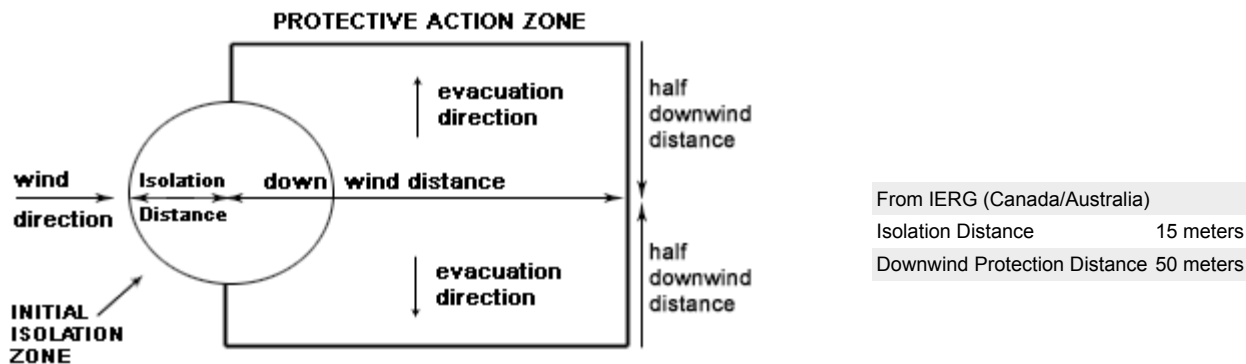 PROTECTIVE ACTION ZONE
evacuation
direction
half
downwind
distance
wind
direction
Isolation
Distance
down wind distance
evacuation
direction
half
downwind
distance
INITIAL
ISOLATION
ZONE
From IERG (Canada/Australia)
Isolation Distance 15 meters
Downwind Protection Distance 50 meters